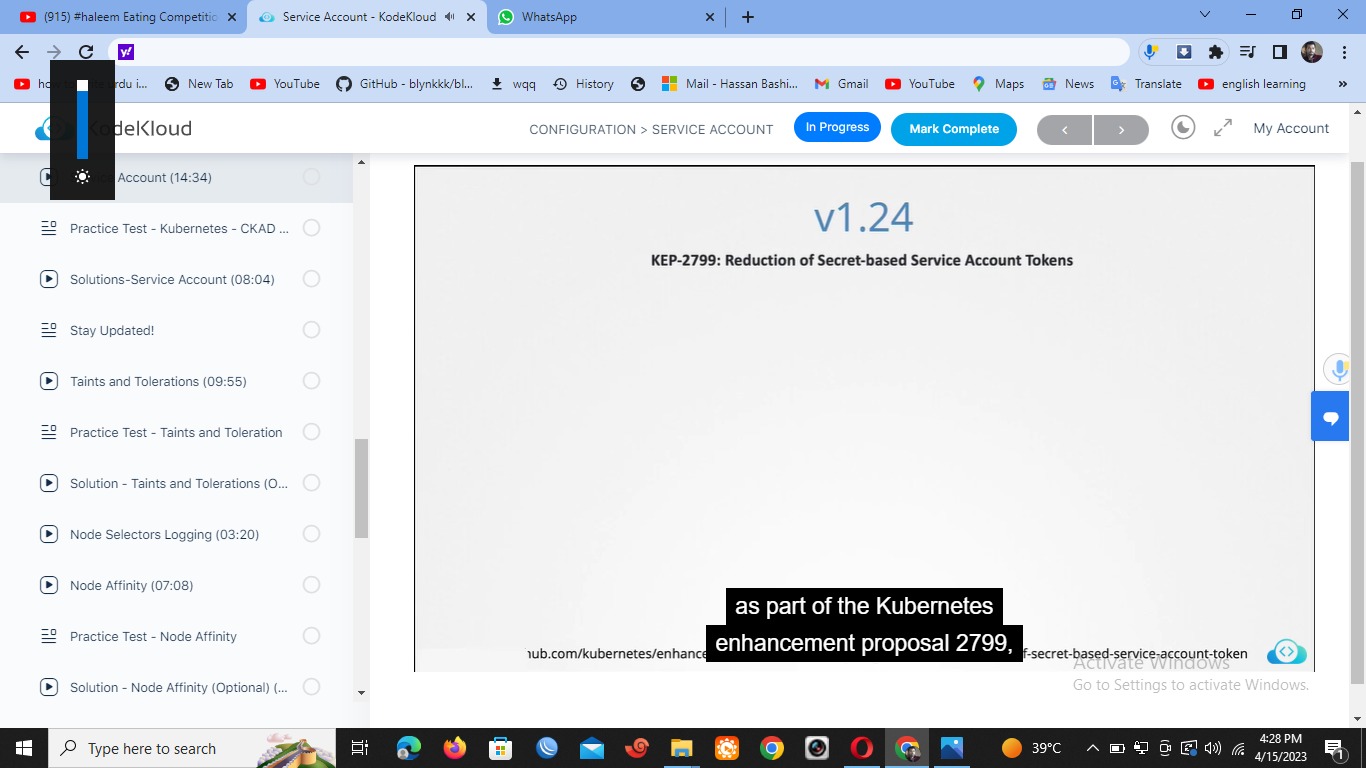 (915) #haleem Eating Competitio
Service Account - KodeKloud
WhatsApp
y!
New Tab
YouTube
GitHub - blynkkk/bl...
wqq
History
Mail - Hassan Bashi...
Gmail
YouTube
Maps
News
Translate
english learning
»
KodeKloud
CONFIGURATION > SERVICE ACCOUNT
In Progress
Mark Complete
<
>
My Account
Account (14:34)
Practice Test - Kubernetes - CKAD ...
Solutions-Service Account (08:04)
Stay Updated!
Taints and Tolerations (09:55)
Practice Test - Taints and Toleration
Solution - Taints and Tolerations (O...
Node Selectors Logging (03:20)
Node Affinity (07:08)
Practice Test - Node Affinity
Solution - Node Affinity (Optional) (...
v1.24
KEP-2799: Reduction of Secret-based Service Account Tokens
as part of the Kubernetes
enhancement proposal 2799,
hub.com/kubernetes/enhance
f-secret-based-service-account-token
Activate Windows
Go to Settings to activate Windows.
Type here to search
39°C
4:28 PM
4/15/2023
1